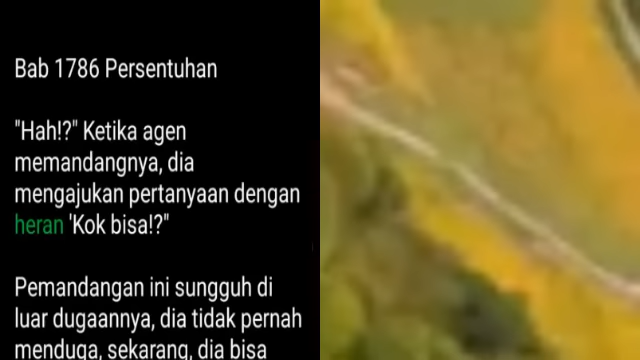 Bab 1786 Persentuhan
"Hah!?" Ketika agen
memandangnya, dia
mengajukan pertanyaan dengan
heran 'Kok bisa!?"
Pemandangan ini sungguh di
luar dugaannya, dia tidak pernah
menduga, sekarang, dia bisa